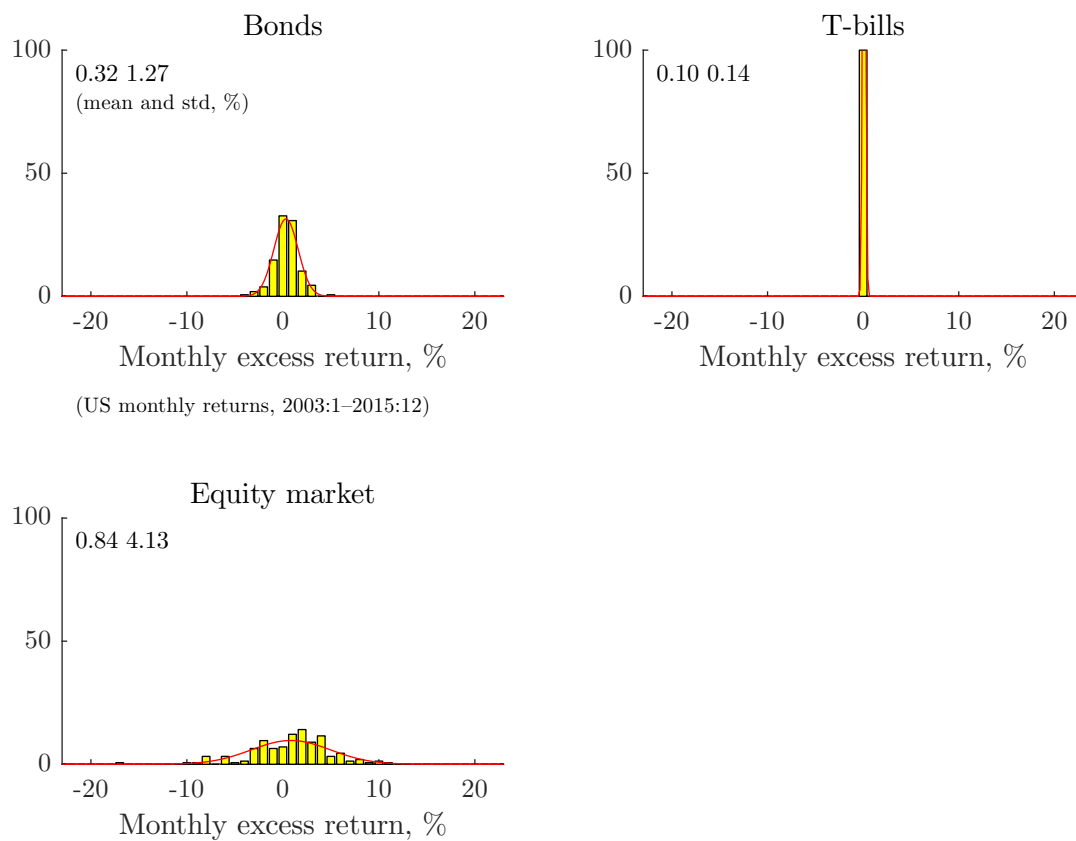 Bonds
100
0.32 1.27
(mean and std, %)
50
0
-20 -10 0 10 20
Monthly excess return, %
(US monthly returns, 2003:1–2015:12)
T-bills
100
0.10 0.14
50
0
-20 -10 0 10 20
Monthly excess return, %
Equity market
100
0.84 4.13
50
0
-20 -10 0 10 20
Monthly excess return, %